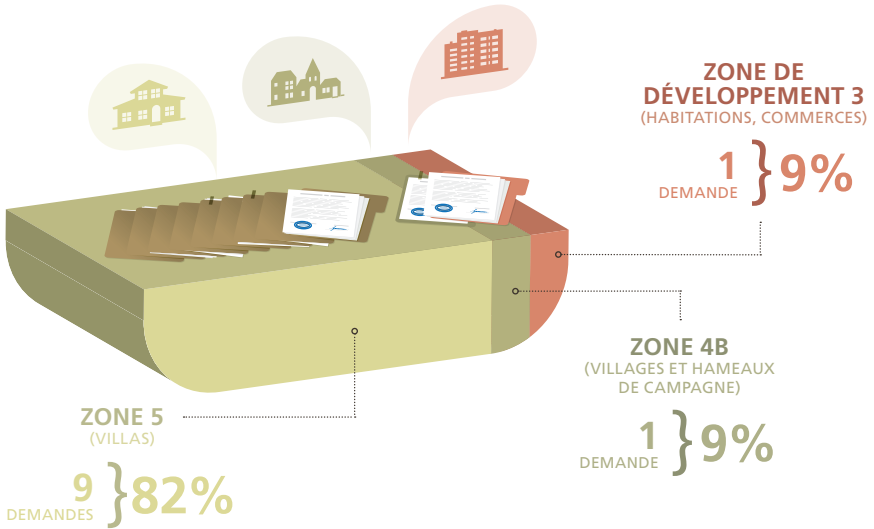 ZONE DE
DÉVELOPPEMENT 3
(HABITATIONS, COMMERCES)
1
DEMANDE
} 9%
ZONE 4B
(VILLAGES ET HAMEAUX
DE CAMPAGNE)
1
DEMANDE
} 9%
ZONE 5
(VILLAS)
9
DEMANDES
} 82%